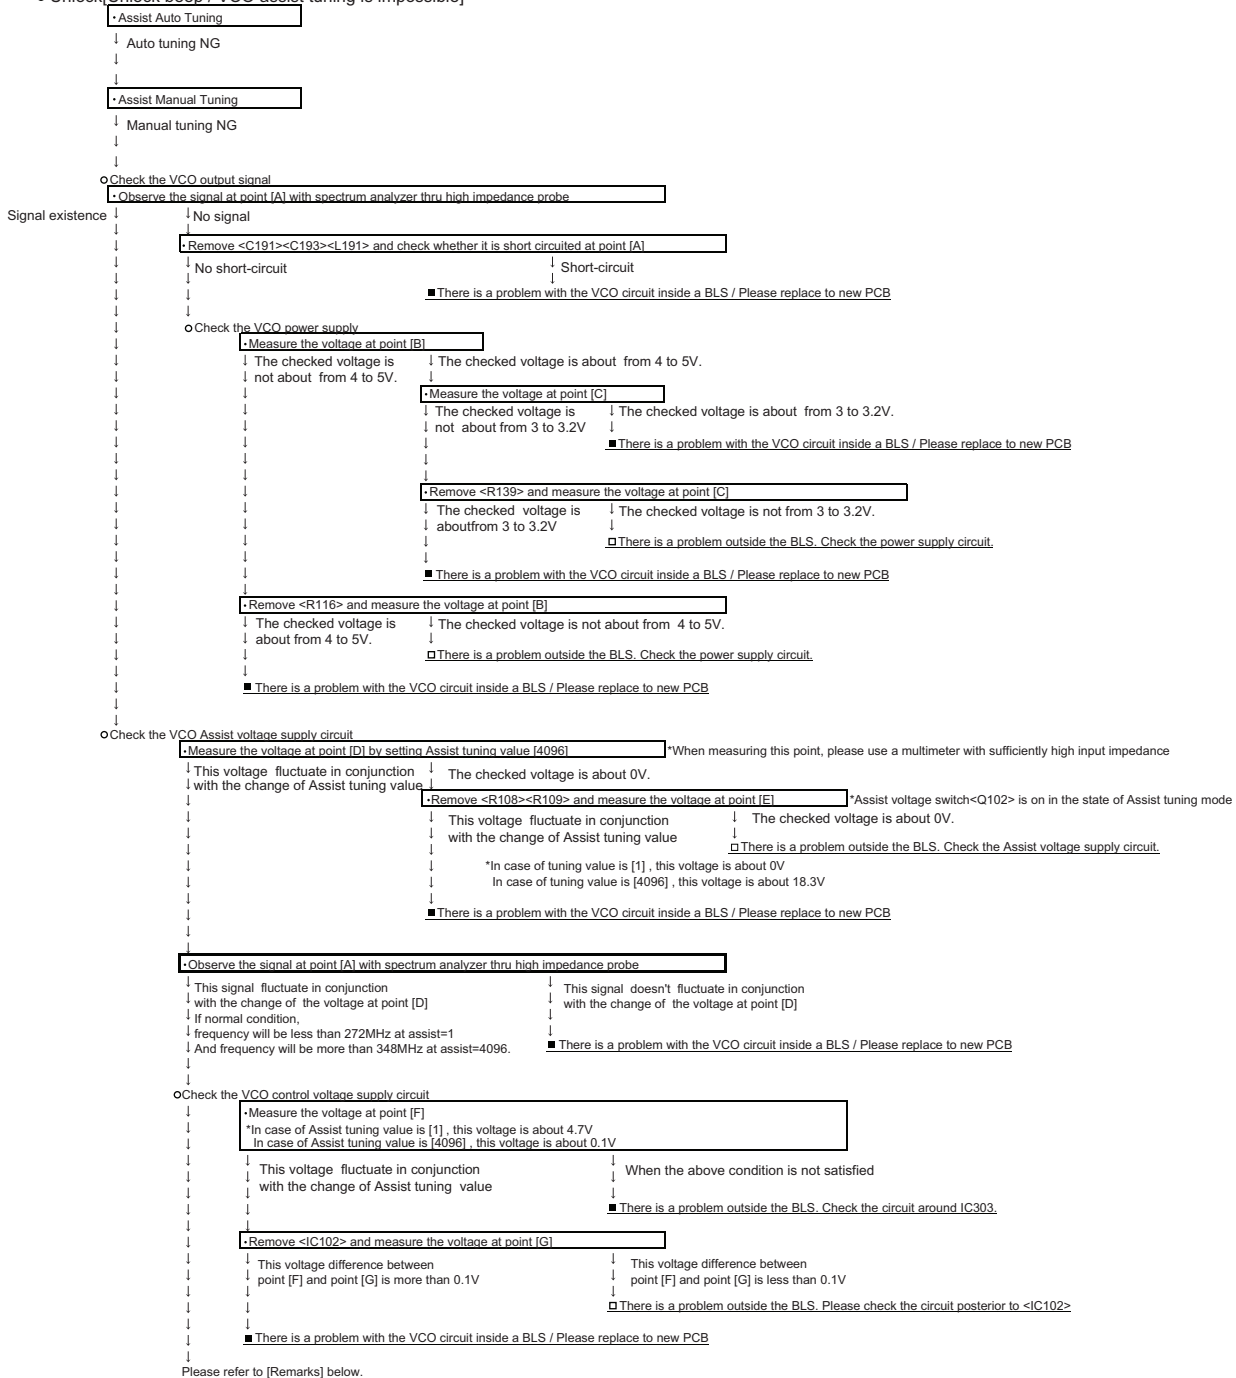 • Unlock[Unlock beep / VCO assist tuning is impossible]
・Assist Auto Tuning
↓ Auto tuning NG
・Assist Manual Tuning
↓ Manual tuning NG
○Check the VCO output signal
・Observe the signal at point [A] with spectrum analyzer thru high impedance probe
Signal existence ↓ ↓No signal
・Remove <C191><C193><L191> and check whether it is short circuited at point [A]
↓No short-circuit ↓ Short-circuit
■There is a problem with the VCO circuit inside a BLS / Please replace to new PCB
○Check the VCO power supply
・Measure the voltage at point [B]
↓ The checked voltage is ↓The checked voltage is about  from 4 to 5V.
↓ not about  from 4 to 5V.
・Measure the voltage at point [C]
↓ The checked voltage is ↓The checked voltage is about  from 3 to 3.2V.
↓ not  about from 3 to 3.2V
■There is a problem with the VCO circuit inside a BLS / Please replace to new PCB
・Remove <R139> and measure the voltage at point [C]
↓ The checked  voltage is ↓The checked voltage is not from 3 to 3.2V.
↓ aboutfrom 3 to 3.2V
□There is a problem outside the BLS. Check the power supply circuit.
■ There is a problem with the VCO circuit inside a BLS / Please replace to new PCB
・Remove <R116> and measure the voltage at point [B]
↓ The checked voltage is ↓The checked voltage is not about from  4 to 5V.
↓ about from 4 to 5V.
□There is a problem outside the BLS. Check the power supply circuit.
■ There is a problem with the VCO circuit inside a BLS / Please replace to new PCB
○Check the VCO Assist voltage supply circuit
・Measure the voltage at point [D] by setting Assist tuning value [4096] *When measuring this point, please use a multimeter with sufficiently high input impedance
↓This voltage  fluctuate in conjunction ↓ The checked voltage is about 0V.
↓with the change of Assist tuning value
・Remove <R108><R109> and measure the voltage at point [E] *Assist voltage switch<Q102> is on in the state of Assist tuning mode
↓ This voltage  fluctuate in conjunction ↓ The checked voltage is about 0V.
↓ with the change of Assist tuning value
□There is a problem outside the BLS. Check the Assist voltage supply circuit.
*In case of tuning value is [1] , this voltage is about 0V
In case of tuning value is [4096] , this voltage is about 18.3V
■There is a problem with the VCO circuit inside a BLS / Please replace to new PCB
・Observe the signal at point [A] with spectrum analyzer thru high impedance probe
↓This signal  fluctuate in conjunction ↓ This signal  doesn't fluctuate in conjunction
↓with the change of  the voltage at point [D] ↓ with the change of  the voltage at point [D]
↓If normal condition,
↓frequency will be less than 272MHz at assist=1
↓And frequency will be more than 348MHz at assist=4096.
■ There is a problem with the VCO circuit inside a BLS / Please replace to new PCB
○Check the VCO control voltage supply circuit
・Measure the voltage at point [F]
*In case of Assist tuning value is [1] , this voltage is about 4.7V
In case of Assist tuning value is [4096] , this voltage is about 0.1V
↓ This voltage  fluctuate in conjunction ↓ When the above condition is not satisfied
↓ with the change of Assist tuning  value
■ There is a problem outside the BLS. Check the circuit around IC303.
・Remove <IC102> and measure the voltage at point [G]
↓ This voltage difference between ↓ This voltage difference between
↓ point [F] and point [G] is more than 0.1V ↓ point [F] and point [G] is less than 0.1V
□There is a problem outside the BLS. Please check the circuit posterior to <IC102>
■There is a problem with the VCO circuit inside a BLS / Please replace to new PCB
Please refer to [Remarks] below.